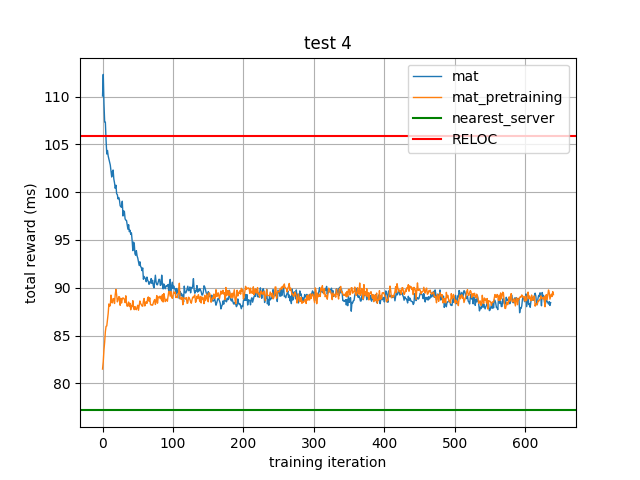 test 4
mat
mat_pretraining
nearest_server
RELOC
total reward (ms)
110
105
100
95
90
85
80
0 100 200 300 400 500 600
training iteration